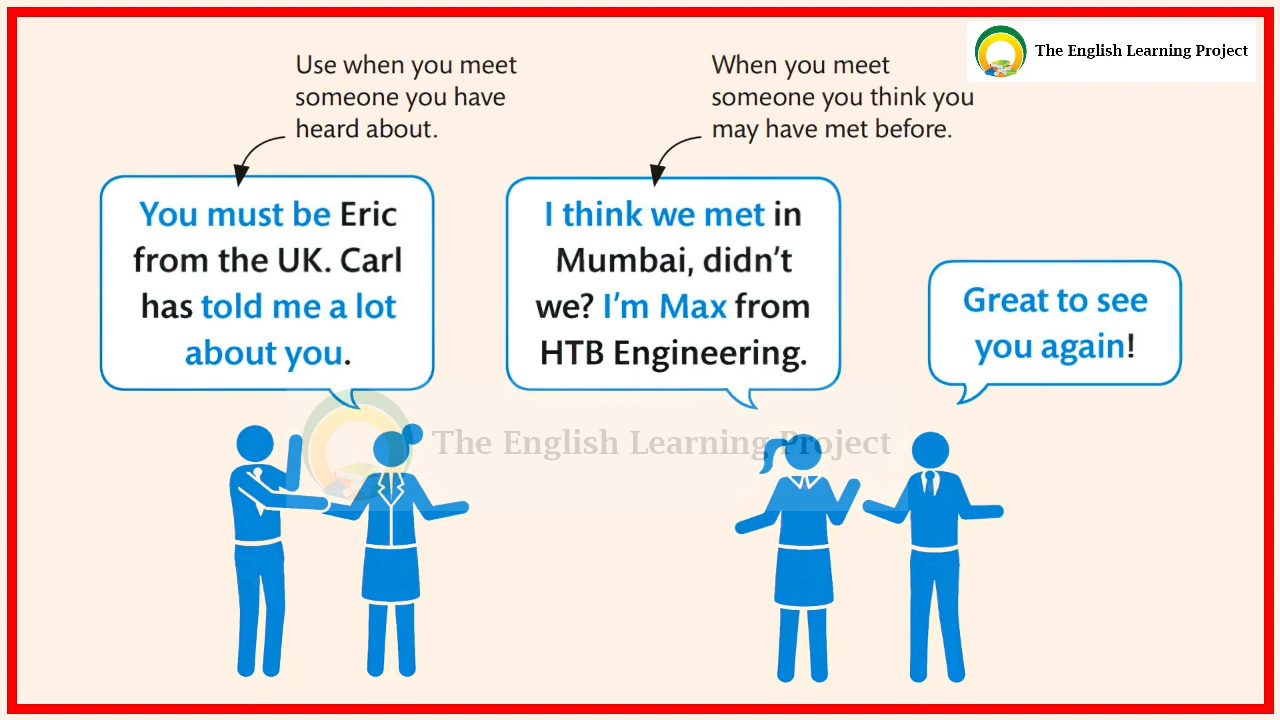 The English Learning Project
Use when you meet
someone you have
heard about.
When you meet
someone you think you
may have met before.
You must be Eric
from the UK. Carl
has told me a lot
about you.
I think we met in
Mumbai, didn’t
we? I’m Max from
HTB Engineering.
Great to see
you again!
The English Learning Project